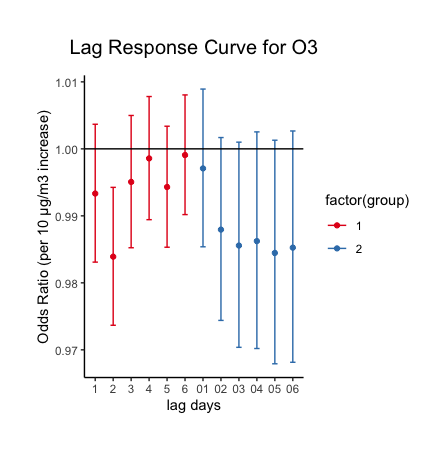 Lag Response Curve for O3
Odds Ratio (per 10 µg/m3 increase)
1.01
1.00
0.99
0.98
0.97
1 2 3 4 5 6 01 02 03 04 05 06
lag days
factor(group)
1
2